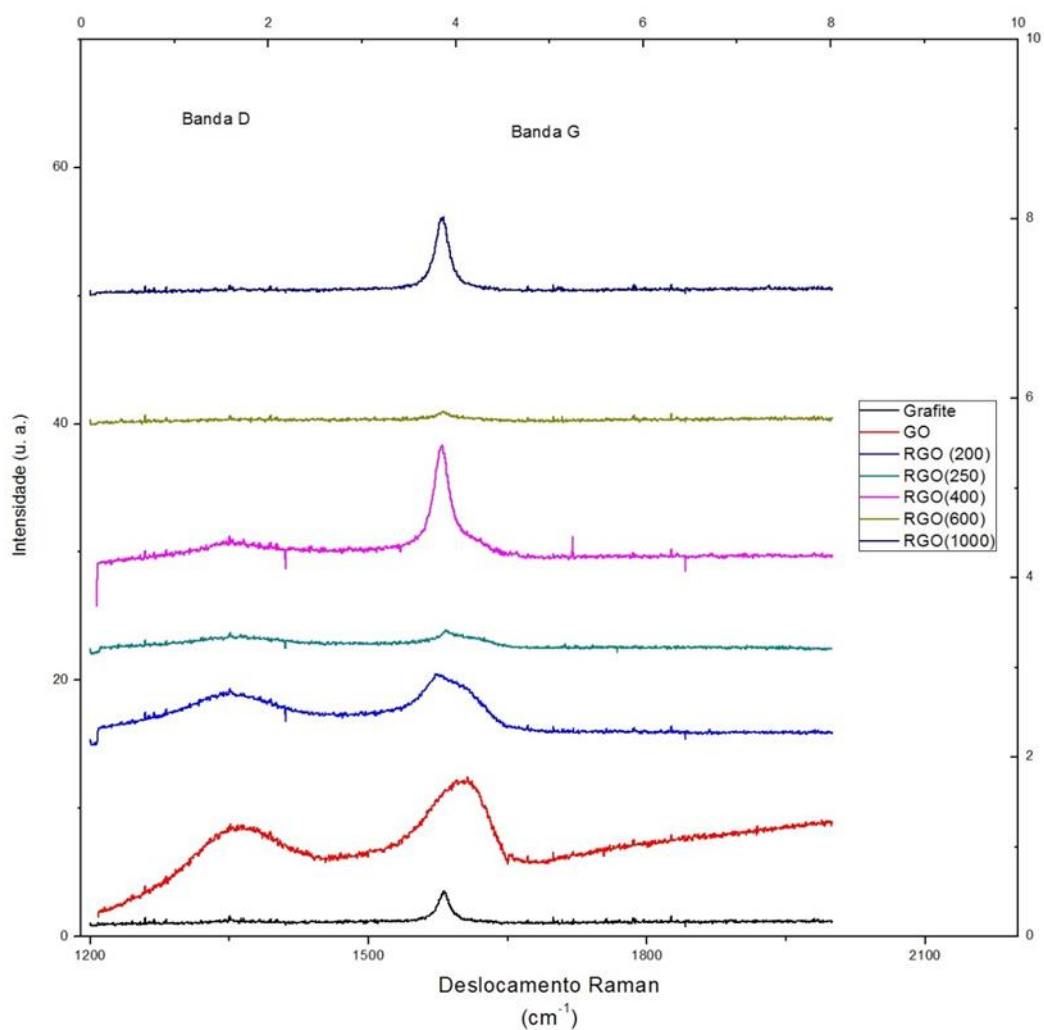 0 2 4 6 8 10
Banda D
Banda G
60
40
20
0
10
8
6
4
2
0
Intensidade (u. a.)
Grafite
GO
RGO (200)
RGO(250)
RGO(400)
RGO(600)
RGO(1000)
1200 1500 1800 2100
Deslocamento Raman
(cm⁻¹)